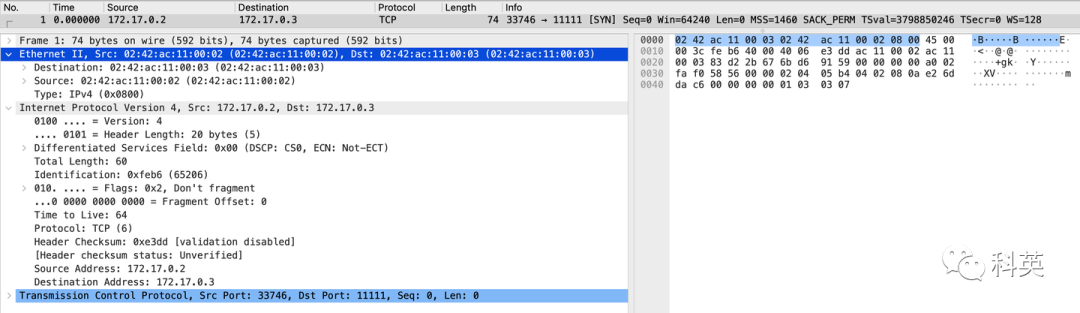 No. Time Source Destination Protocol Length Info
1 0.000000 172.17.0.2 172.17.0.3 TCP 74 33746 → 11111 [SYN] Seq=0 Win=64240 Len=0 MSS=1460 SACK_PERM TSval=3798850246 TSecr=0 WS=128
Frame 1: 74 bytes on wire (592 bits), 74 bytes captured (592 bits)
Ethernet II, Src: 02:42:ac:11:00:02 (02:42:ac:11:00:02), Dst: 02:42:ac:11:00:03 (02:42:ac:11:00:03)
Destination: 02:42:ac:11:00:03 (02:42:ac:11:00:03)
Source: 02:42:ac:11:00:02 (02:42:ac:11:00:02)
Type: IPv4 (0x0800)
Internet Protocol Version 4, Src: 172.17.0.2, Dst: 172.17.0.3
0100 .... = Version: 4
.... 0101 = Header Length: 20 bytes (5)
Differentiated Services Field: 0x00 (DSCP: CS0, ECN: Not-ECT)
Total Length: 60
Identification: 0xfeb6 (65206)
010. .... = Flags: 0x2, Don't fragment
...0 0000 0000 0000 = Fragment Offset: 0
Time to Live: 64
Protocol: TCP (6)
Header Checksum: 0xe3dd [validation disabled]
[Header checksum status: Unverified]
Source Address: 172.17.0.2
Destination Address: 172.17.0.3
Transmission Control Protocol, Src Port: 33746, Dst Port: 11111, Seq: 0, Len: 0
0000 02 42 ac 11 00 03 02 42 ac 11 00 02 08 00 45 00 ·B·····B ······E·
0010 00 3c fe b6 40 00 40 06 e3 dd ac 11 00 02 ac 11 ·<··@·@· ········
0020 00 03 83 d2 2b 67 6b d6 91 59 00 00 00 00 a0 02 ····+gk· ·Y······
0030 fa f0 58 56 00 00 02 04 05 b4 04 02 08 0a e2 6d ··XV···· ·······m
0040 da c6 00 00 00 00 01 03 03 07 ········ ··
科英